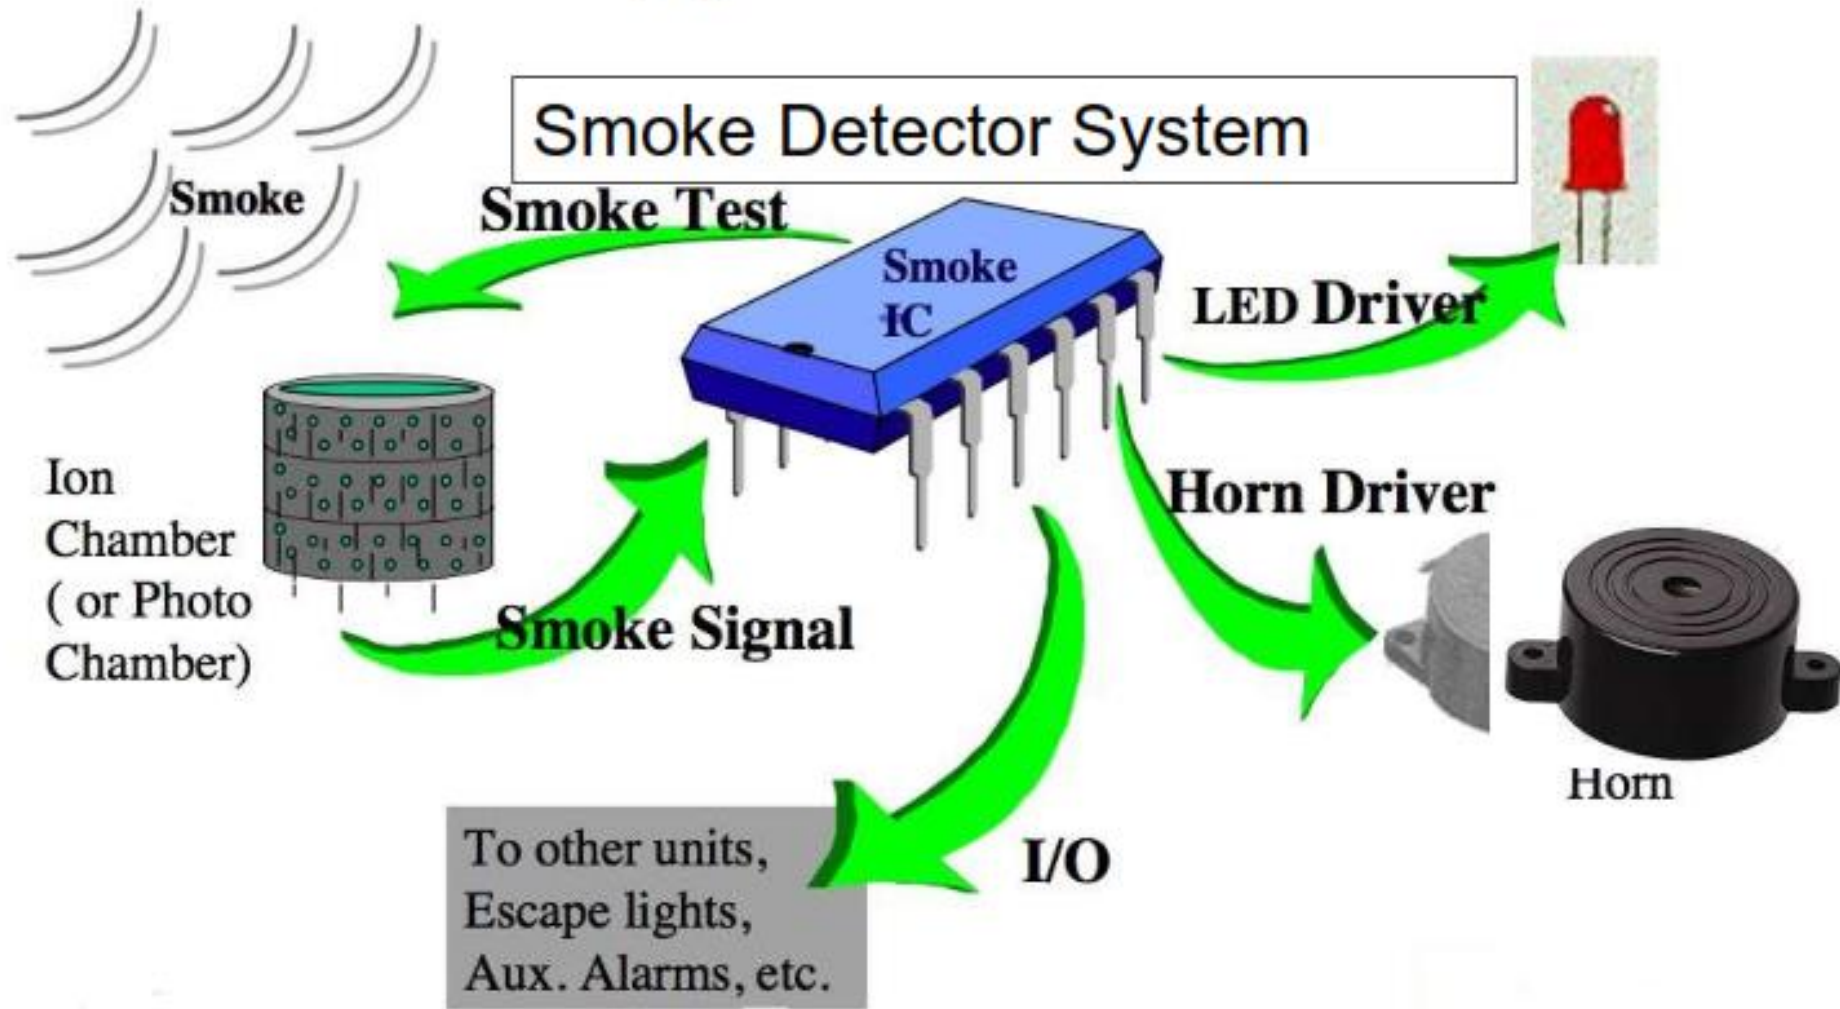 Smoke Detector System
Smoke
Smoke Test
Smoke
IC
LED Driver
Ion
Chamber
( or Photo
Chamber)
Smoke Signal
Horn Driver
Horn
I/O
To other units,
Escape lights,
Aux. Alarms, etc.